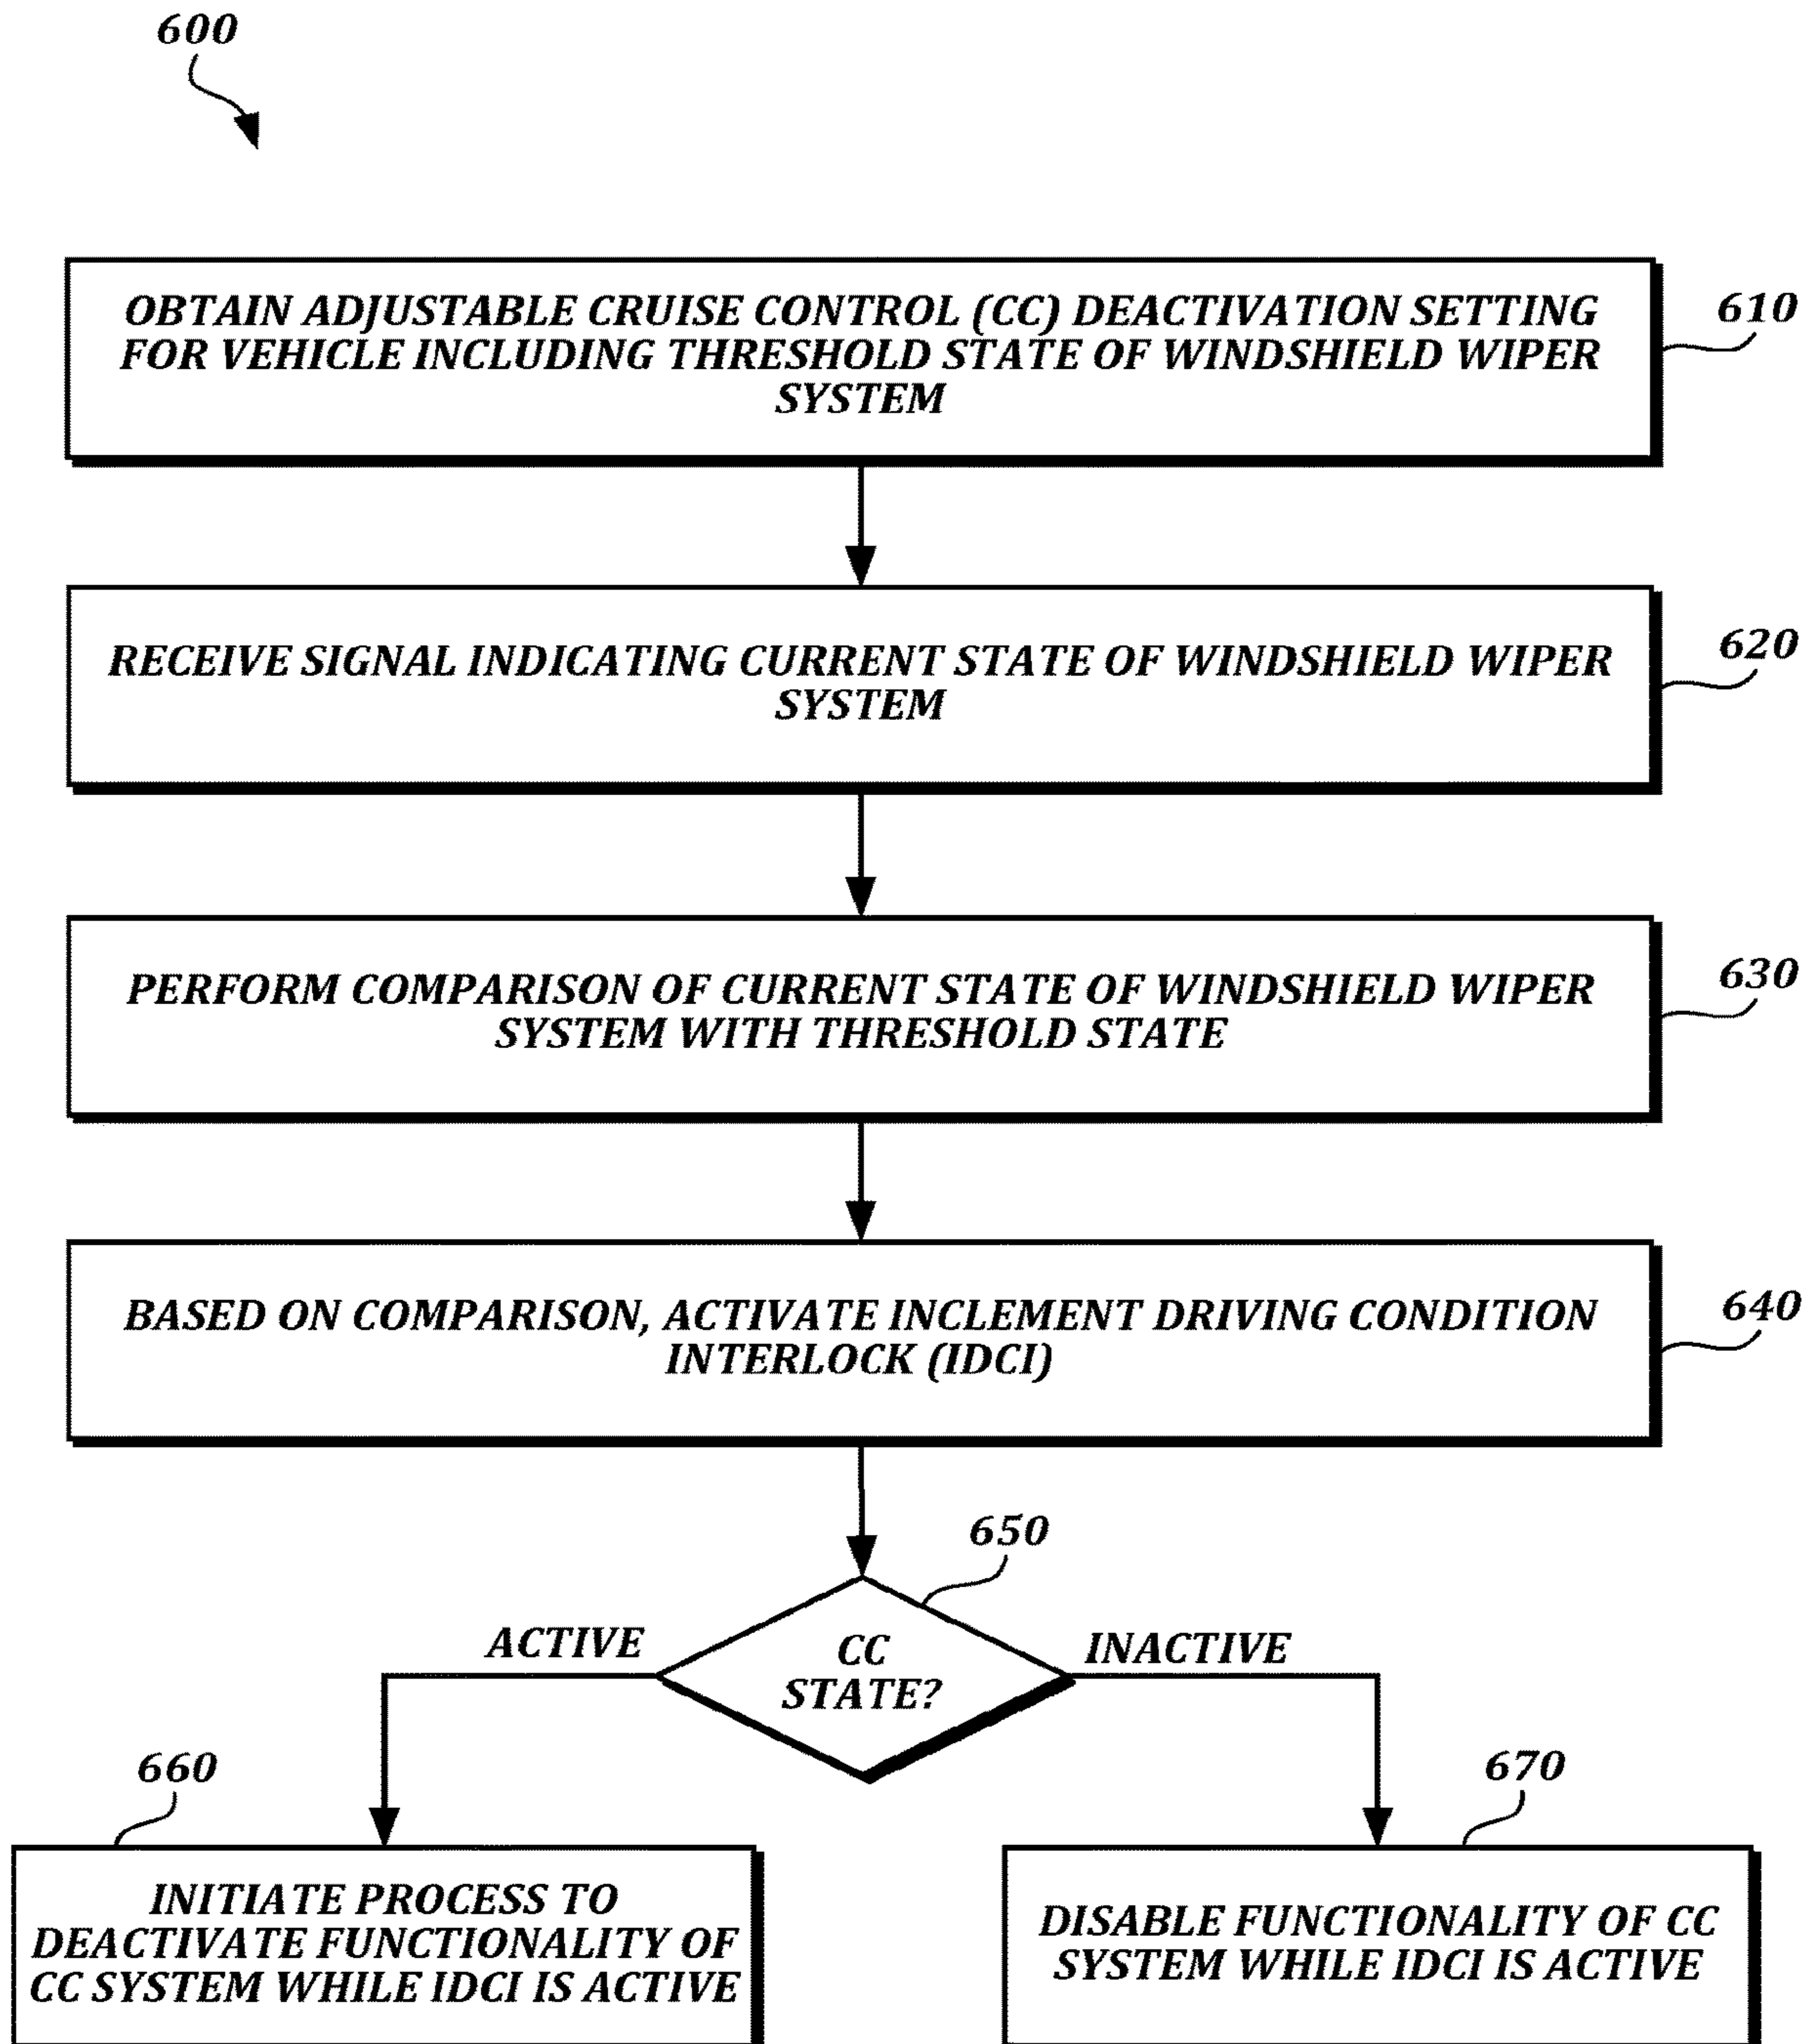 600
OBTAIN ADJUSTABLE CRUISE CONTROL (CC) DEACTIVATION SETTING
FOR VEHICLE INCLUDING THRESHOLD STATE OF WINDSHIELD WIPER
SYSTEM
610
RECEIVE SIGNAL INDICATING CURRENT STATE OF WINDSHIELD WIPER
SYSTEM
620
PERFORM COMPARISON OF CURRENT STATE OF WINDSHIELD WIPER
SYSTEM WITH THRESHOLD STATE
630
BASED ON COMPARISON, ACTIVATE INCLEMENT DRIVING CONDITION
INTERLOCK (IDCI)
640
650
CC
STATE?
ACTIVE
INACTIVE
660
INITIATE PROCESS TO
DEACTIVATE FUNCTIONALITY OF
CC SYSTEM WHILE IDCI IS ACTIVE
670
DISABLE FUNCTIONALITY OF CC
SYSTEM WHILE IDCI IS ACTIVE